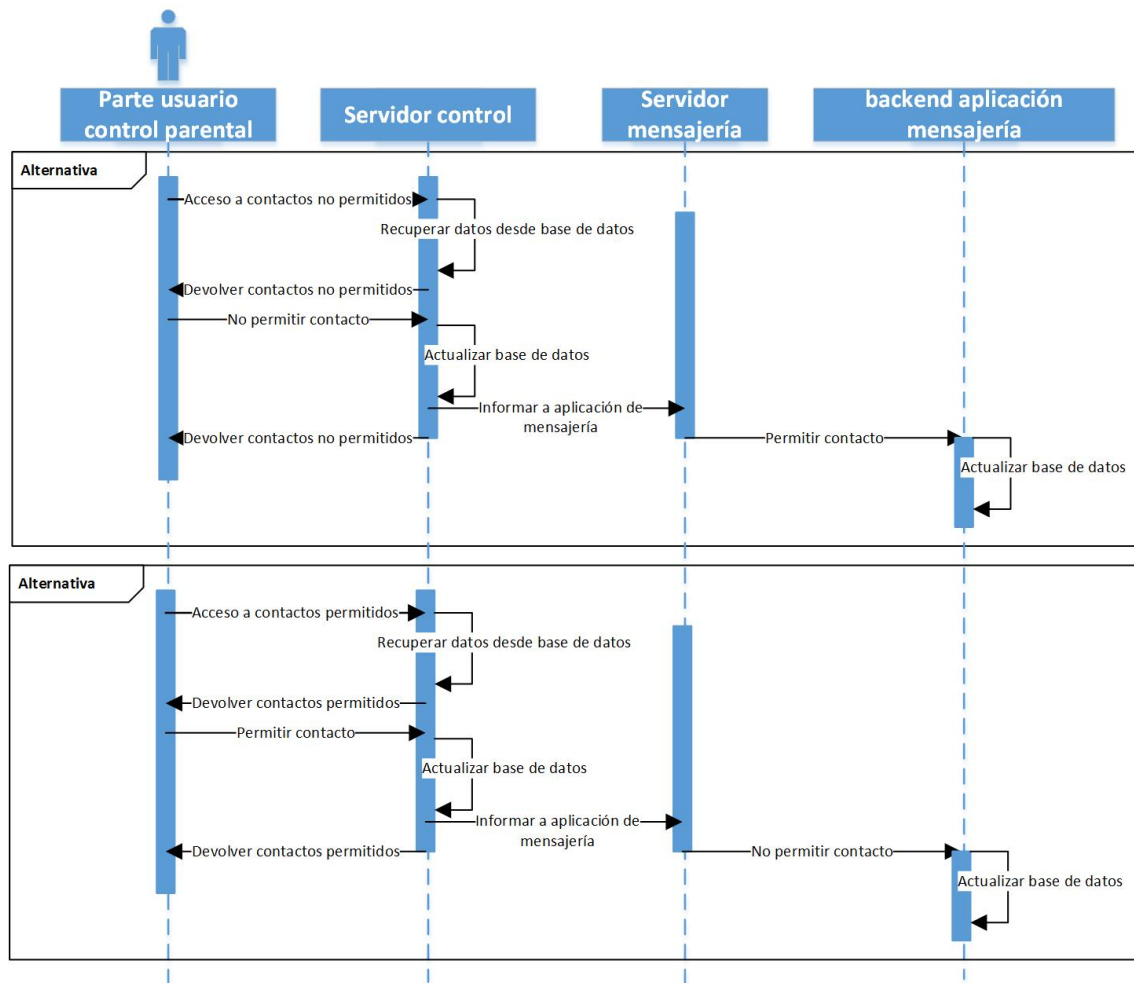 Parte usuario
control parental
Servidor control
Servidor
mensajería
backend aplicación
mensajería
Alternativa
Acceso a contactos no permitidos
Recuperar datos desde base de datos
Devolver contactos no permitidos
No permitir contacto
Actualizar base de datos
Informar a aplicación de
mensajería
Devolver contactos no permitidos
Permitir contacto
Actualizar base de datos
Alternativa
Acceso a contactos permitidos
Recuperar datos desde base de datos
Devolver contactos permitidos
Permitir contacto
Actualizar base de datos
Informar a aplicación de
mensajería
Devolver contactos permitidos
No permitir contacto
Actualizar base de datos